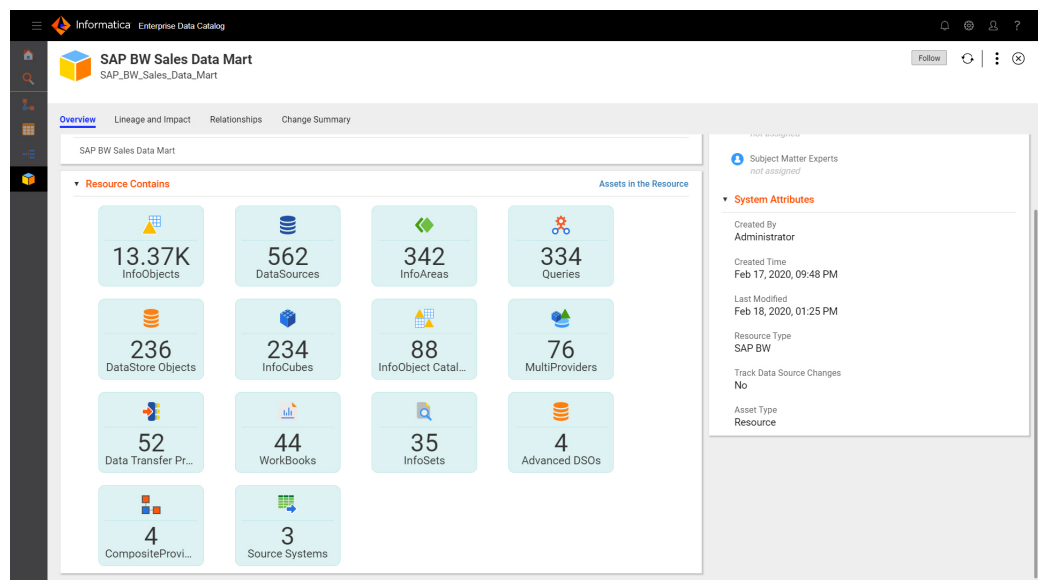 Informatica Enterprise Data Catalog
?
SAP BW Sales Data Mart
SAP_BW_Sales_Data_Mart
Follow
Overview Lineage and Impact Relationships Change Summary
SAP BW Sales Data Mart
Resource Contains
Assets in the Resource
13.37K
InfoObjects
562
DataSources
342
InfoAreas
334
Queries
236
DataStore Objects
234
InfoCubes
88
InfoObject Catal...
76
MultiProviders
52
Data Transfer Pr...
44
WorkBooks
35
InfoSets
4
Advanced DSOs
4
CompositeProvi...
3
Source Systems
not assigned
Subject Matter Experts
not assigned
System Attributes
Created By
Administrator
Created Time
Feb 17, 2020, 09:48 PM
Last Modified
Feb 18, 2020, 01:25 PM
Resource Type
SAP BW
Track Data Source Changes
No
Asset Type
Resource